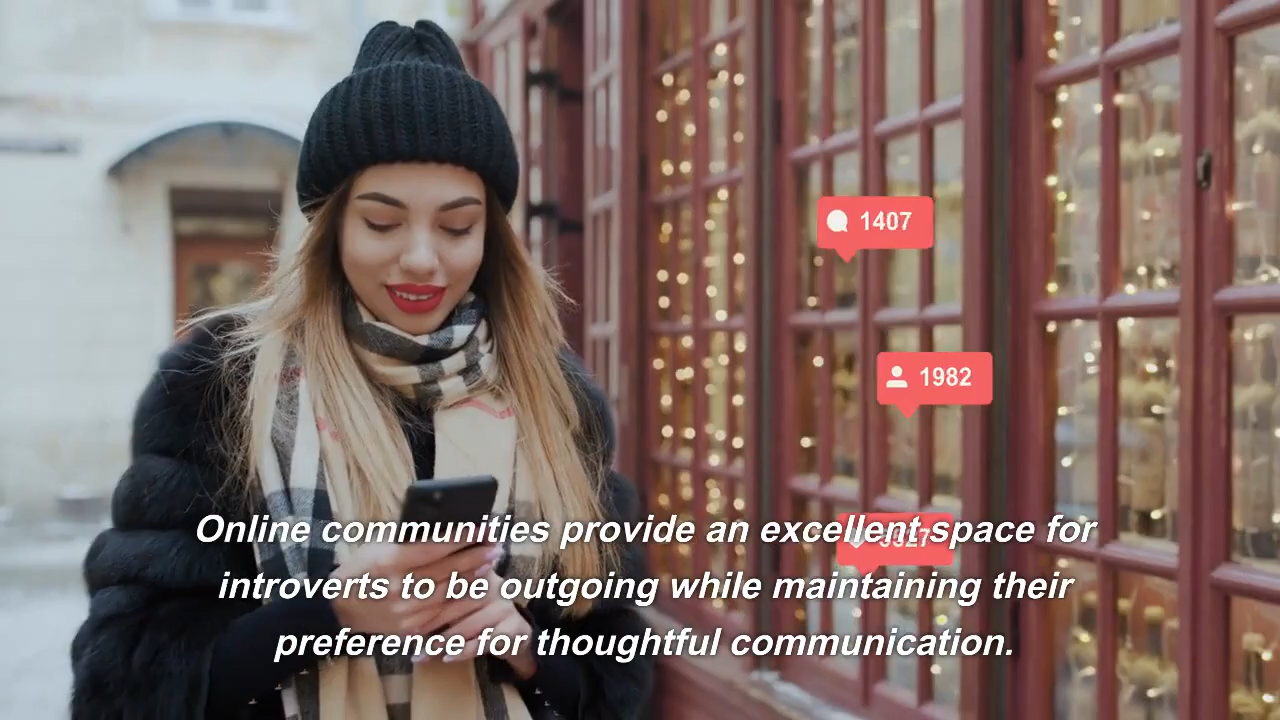 1407
1982
Online communities provide an excellent space for
introverts to be outgoing while maintaining their
preference for thoughtful communication.